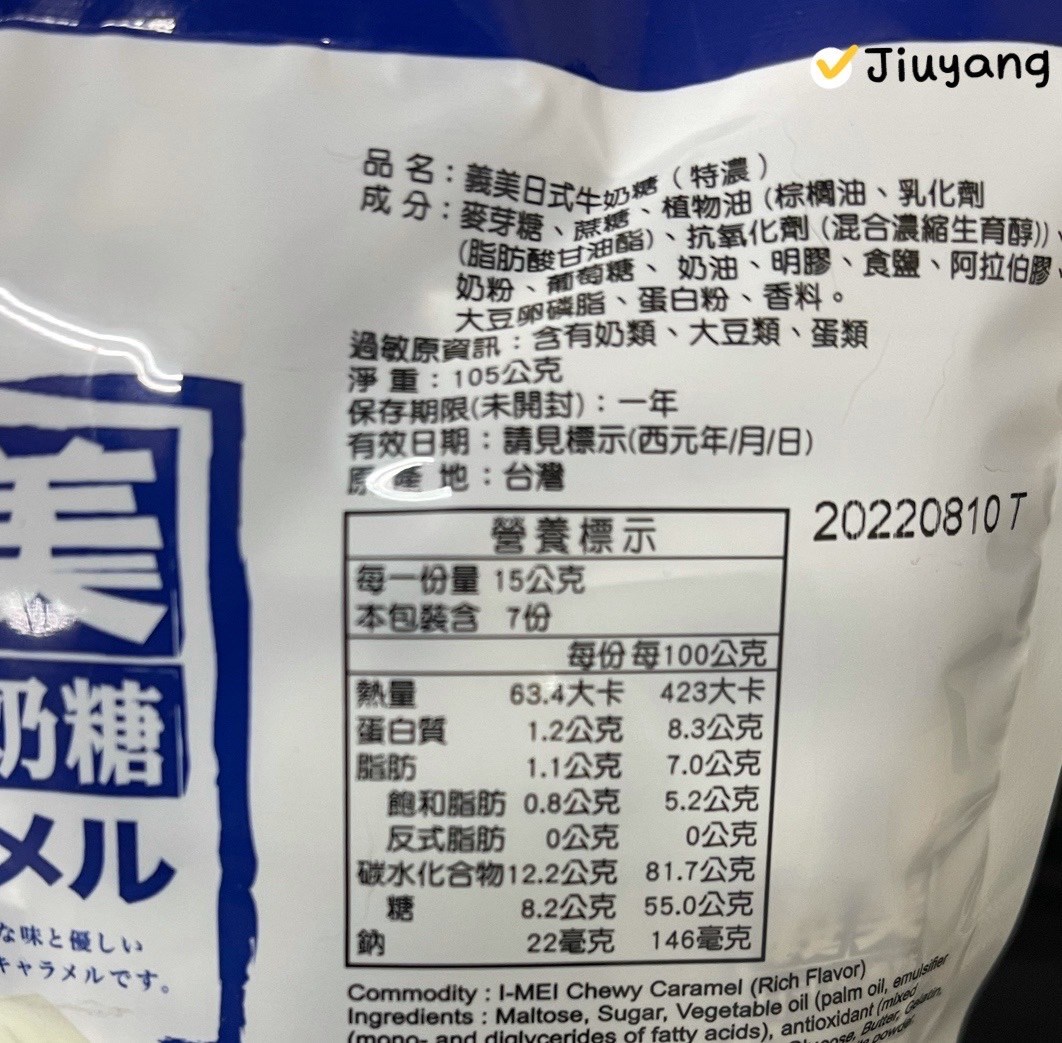 Jiuyang
品 名：義美日式牛奶糖（特濃）
成 分：麥芽糖、蔗糖、植物油（棕櫚油、乳化劑
(脂肪酸甘油酯)、抗氧化劑（混合濃縮生育醇))、
奶粉、葡萄糖、奶油、明膠、食鹽、阿拉伯膠、
大豆卵磷脂、蛋白粉、香料。
過敏原資訊：含有奶類、大豆類、蛋類
淨 重：105公克
保存期限(未開封)：一年
有效日期：請見標示(西元年/月/日)
原 產 地：台灣
20220810 T
營養標示
每一份量 15公克
本包裝含 7份
每份 每100公克
熱量 63.4大卡 423大卡
蛋白質 1.2公克 8.3公克
脂肪 1.1公克 7.0公克
飽和脂肪 0.8公克 5.2公克
反式脂肪 0公克 0公克
碳水化合物 12.2公克 81.7公克
糖 8.2公克 55.0公克
鈉 22毫克 146毫克
美
奶糖
メル
な味と優しい
キャラメルです。
Commodity : I-MEI Chewy Caramel (Rich Flavor)
Ingredients : Maltose, Sugar, Vegetable oil (palm oil, emulsifier
(mono- and diglycerides of fatty acids), antioxidant (mixed
Butter, Gelatin,